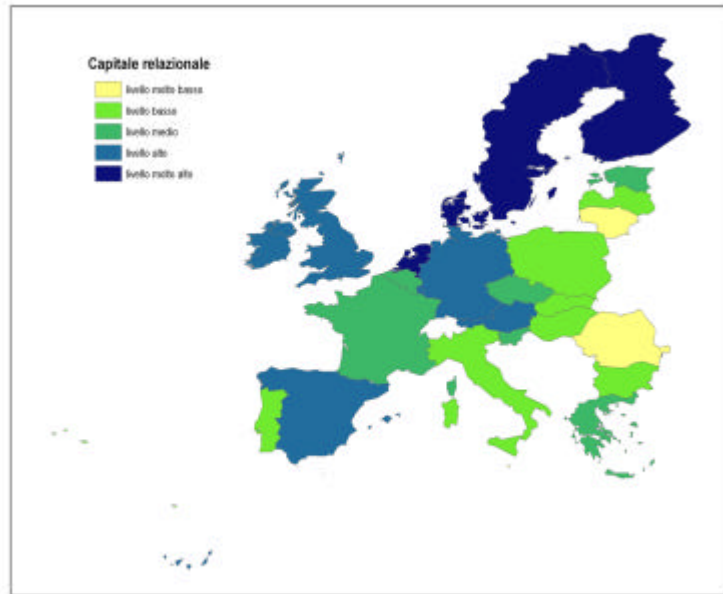 Capitale relazionale
livello molto basso
livello basso
livello medio
livello alto
livello molto alto